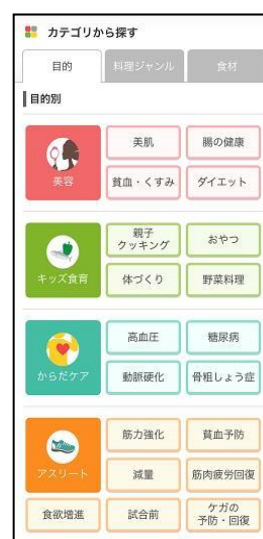 カテゴリから探す
目的
料理ジャンル
食材
目的別
美容
美肌
腸の健康
貧血・くすみ
ダイエット
キッズ食育
親子
クッキング
おやつ
体づくり
野菜料理
からだケア
高血圧
糖尿病
動脈硬化
骨粗しょう症
アスリート
筋力強化
貧血予防
減量
筋肉疲労回復
食欲増進
試合前
ケガの
予防・回復